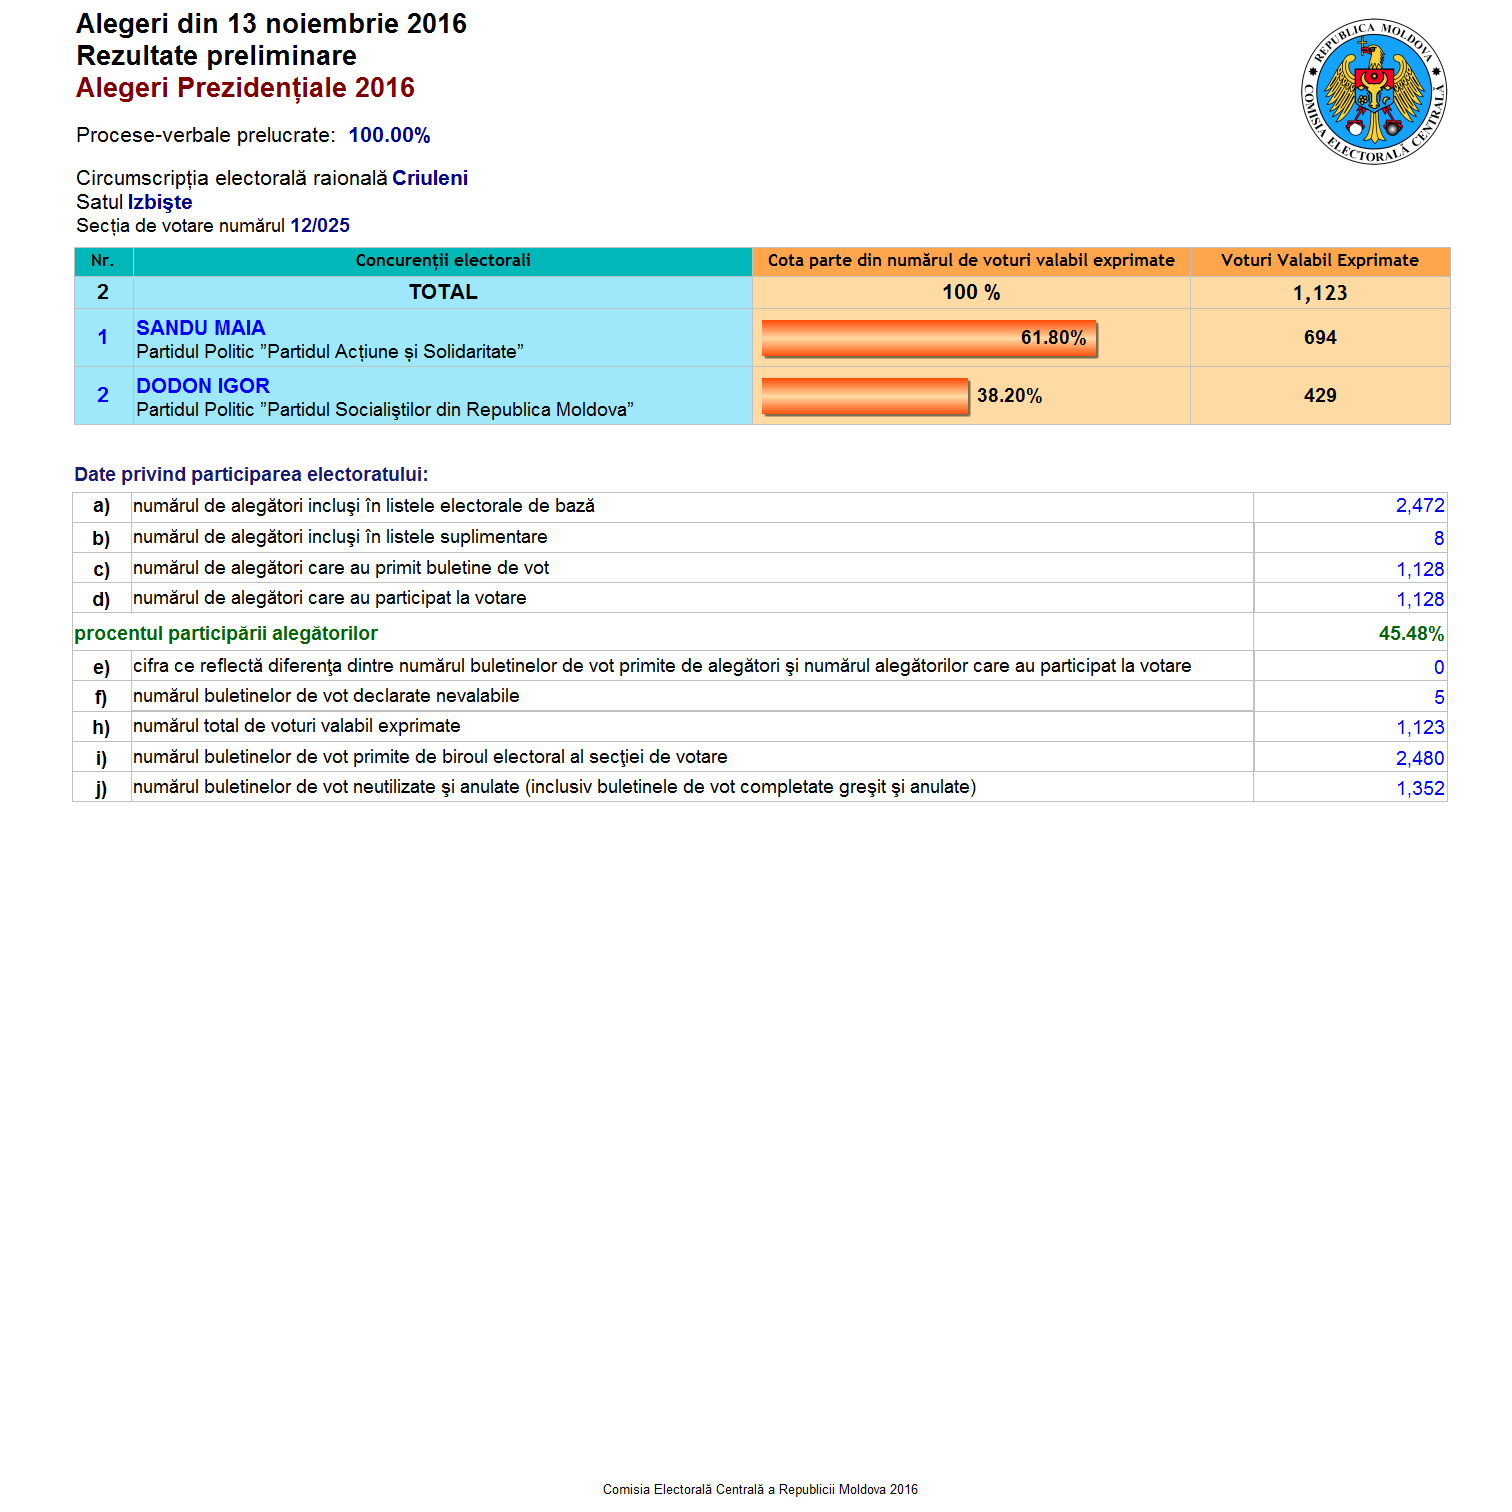 Alegeri din 13 noiembrie 2016
Rezultate preliminare
Alegeri Prezidențiale 2016
REPUBLICA MOLDOVA
COMISIA ELECTORALĂ CENTRALĂ
Procese-verbale prelucrate: 100.00%
Circumscripția electorală raională Criuleni
Satul Izbişte
Secția de votare numărul 12/025
Nr. Concurenții electorali Cota parte din numărul de voturi valabil exprimate Voturi Valabil Exprimate
2 TOTAL 100 % 1,123
1 SANDU MAIA 61.80% 694
Partidul Politic ”Partidul Acțiune și Solidaritate”
2 DODON IGOR 38.20% 429
Partidul Politic ”Partidul Socialiştilor din Republica Moldova”
Date privind participarea electoratului:
a) numărul de alegători incluşi în listele electorale de bază 2,472
b) numărul de alegători incluşi în listele suplimentare 8
c) numărul de alegători care au primit buletine de vot 1,128
d) numărul de alegători care au participat la votare 1,128
procentul participării alegătorilor 45.48%
e) cifra ce reflectă diferenţa dintre numărul buletinelor de vot primite de alegători şi numărul alegătorilor care au participat la votare 0
f) numărul buletinelor de vot declarate nevalabile 5
h) numărul total de voturi valabil exprimate 1,123
i) numărul buletinelor de vot primite de biroul electoral al secţiei de votare 2,480
j) numărul buletinelor de vot neutilizate şi anulate (inclusiv buletinele de vot completate greşit şi anulate) 1,352
Comisia Electorală Centrală a Republicii Moldova 2016